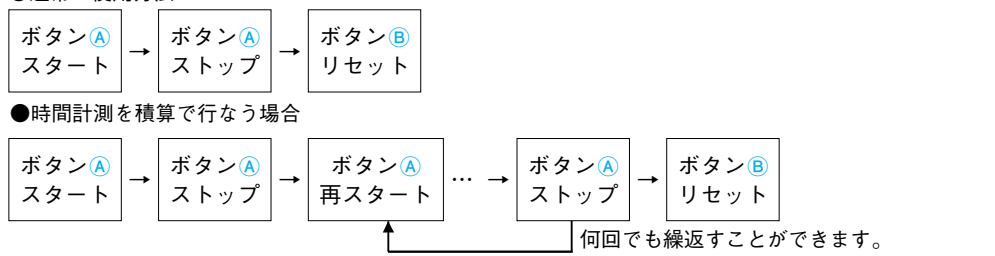 ボタンⒶ → ボタンⒶ → ボタンⒷ
スタート ストップ リセット
●時間計測を積算で行なう場合
ボタンⒶ → ボタンⒶ → ボタンⒶ … → ボタンⒶ → ボタンⒷ
スタート ストップ 再スタート ストップ リセット
何回でも繰返すことができます。